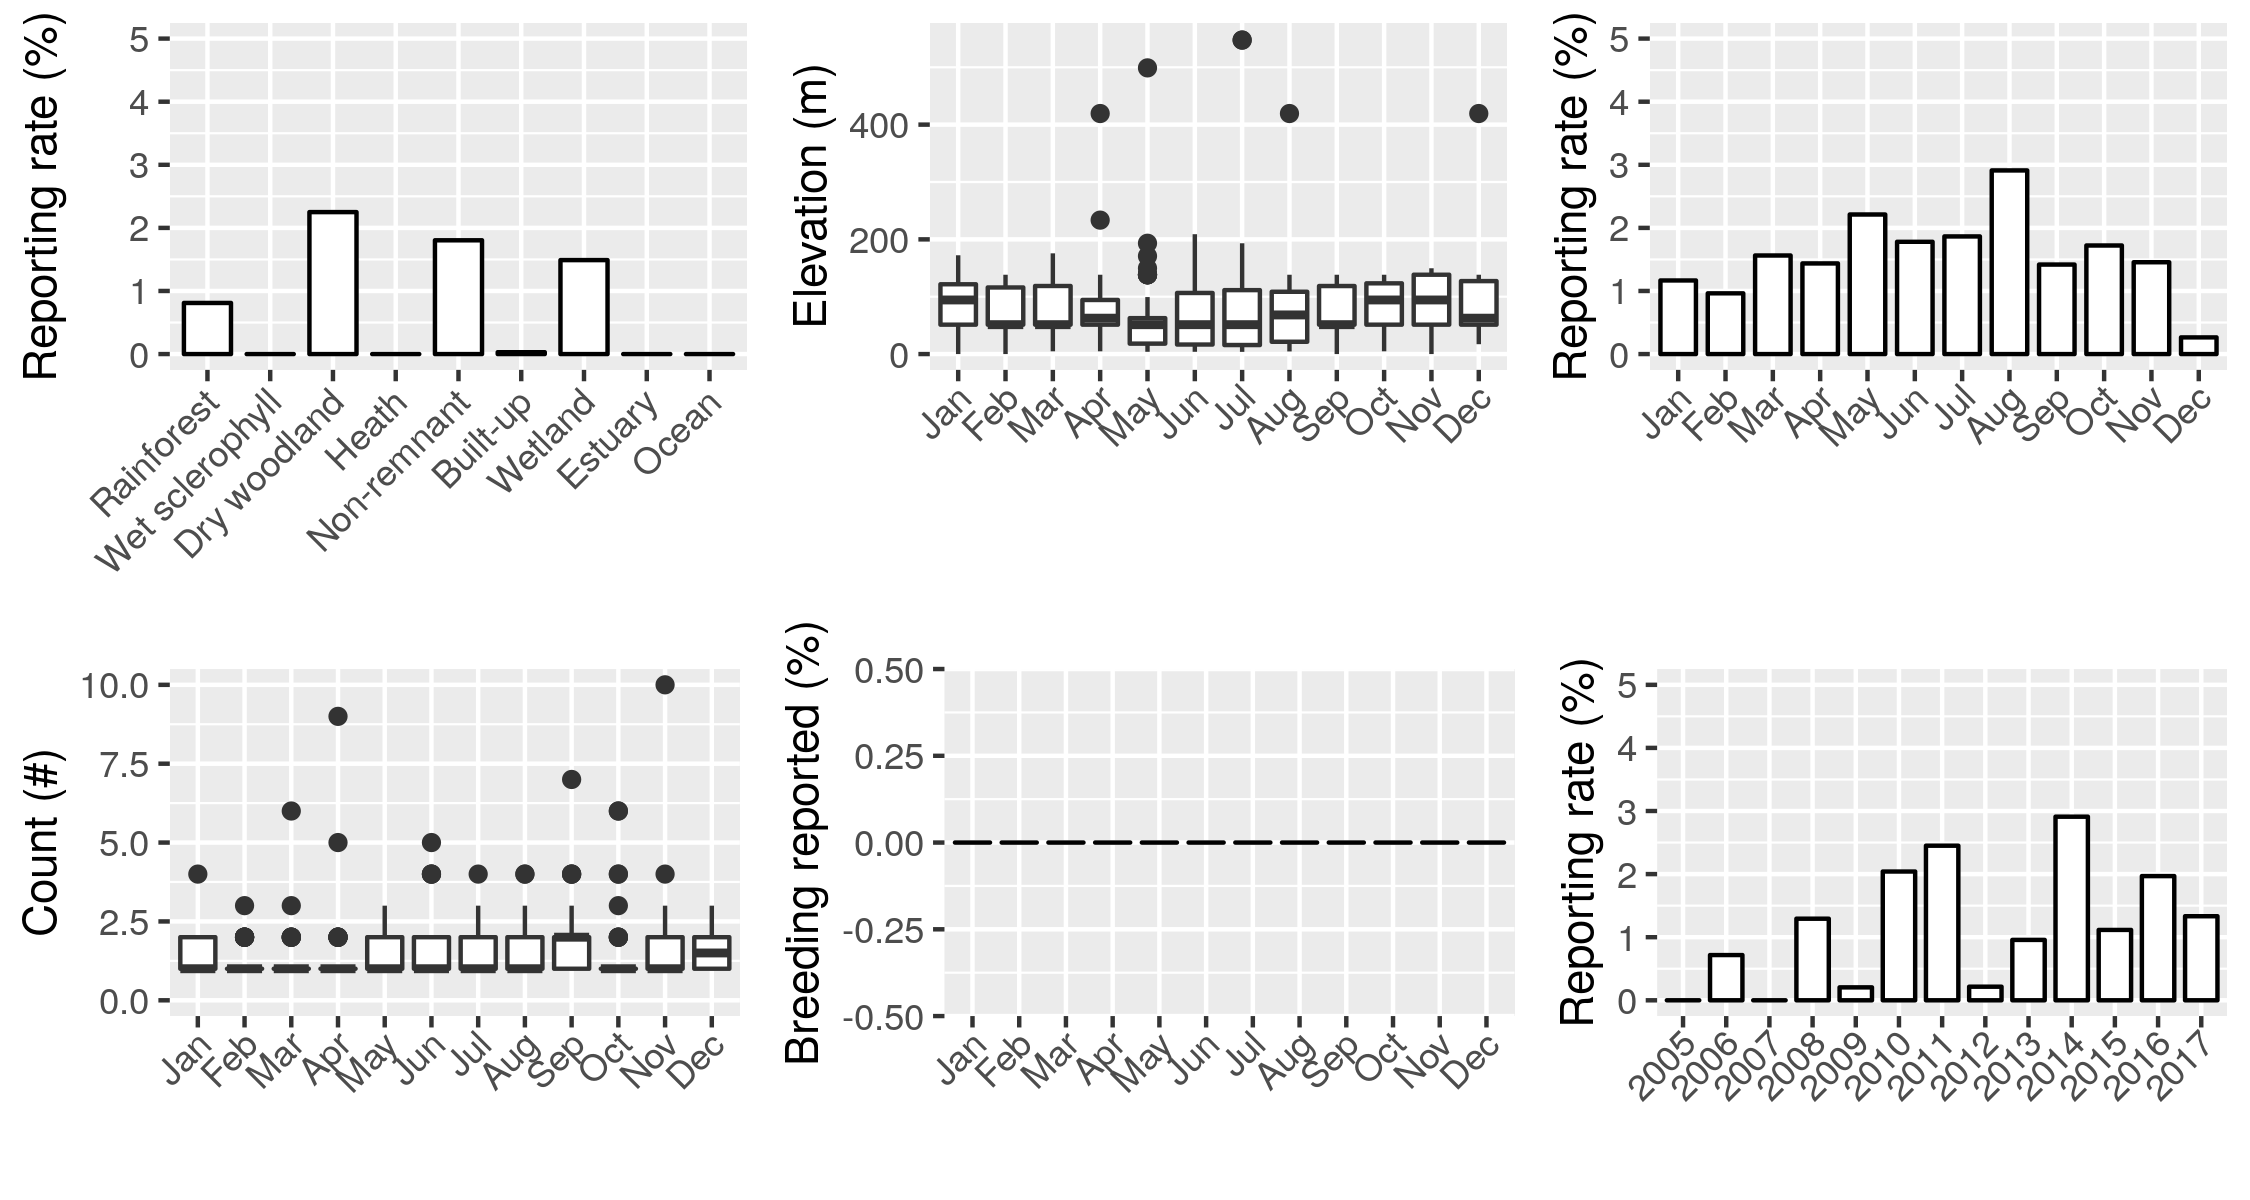 Reporting rate (%)
5
4
3
2
1
0
Rainforest
Wet sclerophyll
Dry woodland
Heath
Non-remnant
Built-up
Wetland
Estuary
Ocean
Elevation (m)
400
200
0
Jan
Feb
Mar
Apr
May
Jun
Jul
Aug
Sep
Oct
Nov
Dec
Reporting rate (%)
5
4
3
2
1
0
Jan
Feb
Mar
Apr
May
Jun
Jul
Aug
Sep
Oct
Nov
Dec
Count (#)
10.0
7.5
5.0
2.5
0.0
Jan
Feb
Mar
Apr
May
Jun
Jul
Aug
Sep
Oct
Nov
Dec
Breeding reported (%)
0.50
0.25
0.00
-0.25
-0.50
Jan
Feb
Mar
Apr
May
Jun
Jul
Aug
Sep
Oct
Nov
Dec
Reporting rate (%)
5
4
3
2
1
0
2005
2006
2007
2008
2009
2010
2011
2012
2013
2014
2015
2016
2017